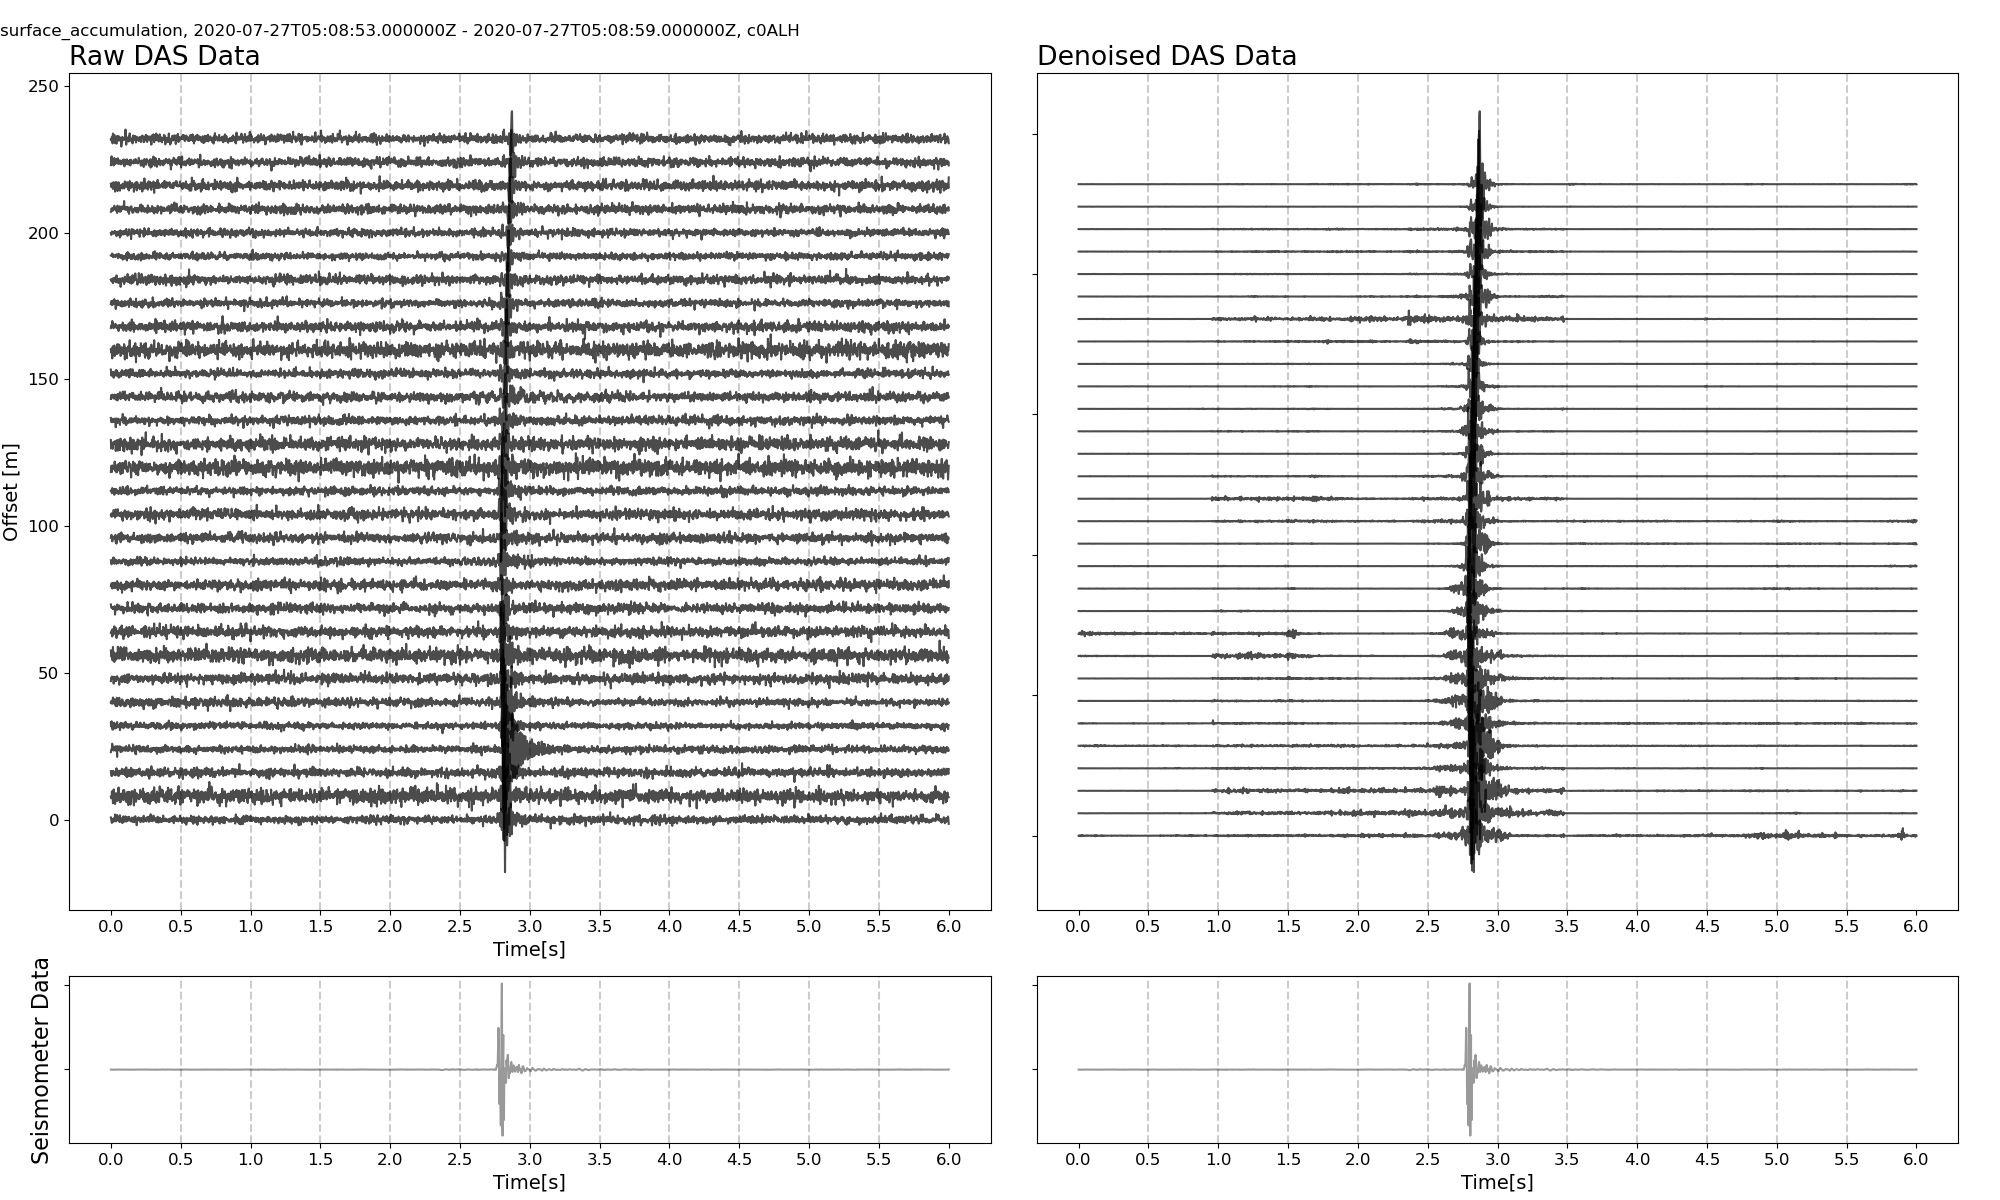 surface_accumulation, 2020-07-27T05:08:53.000000Z - 2020-07-27T05:08:59.000000Z, c0ALH
Raw DAS Data
Denoised DAS Data
250
200
150
100
50
0
Offset [m]
0.0 0.5 1.0 1.5 2.0 2.5 3.0 3.5 4.0 4.5 5.0 5.5 6.0
Time[s]
0.0 0.5 1.0 1.5 2.0 2.5 3.0 3.5 4.0 4.5 5.0 5.5 6.0
Seismometer Data
0.0 0.5 1.0 1.5 2.0 2.5 3.0 3.5 4.0 4.5 5.0 5.5 6.0
Time[s]
0.0 0.5 1.0 1.5 2.0 2.5 3.0 3.5 4.0 4.5 5.0 5.5 6.0
Time[s]